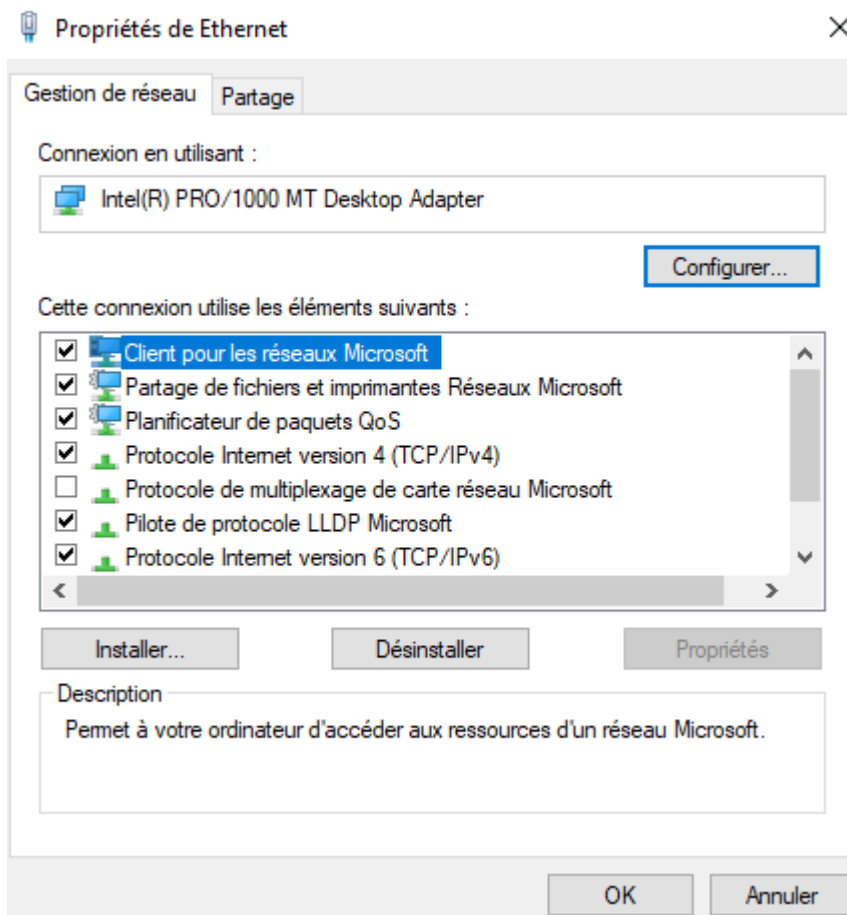 Propriétés de Ethernet
Gestion de réseau
Partage
Connexion en utilisant :
Intel(R) PRO/1000 MT Desktop Adapter
Configurer...
Cette connexion utilise les éléments suivants :
Client pour les réseaux Microsoft
Partage de fichiers et imprimantes Réseaux Microsoft
Planificateur de paquets QoS
Protocole Internet version 4 (TCP/IPv4)
Protocole de multiplexage de carte réseau Microsoft
Pilote de protocole LLDP Microsoft
Protocole Internet version 6 (TCP/IPv6)
Installer...
Désinstaller
Propriétés
Description
Permet à votre ordinateur d'accéder aux ressources d'un réseau Microsoft.
OK
Annuler